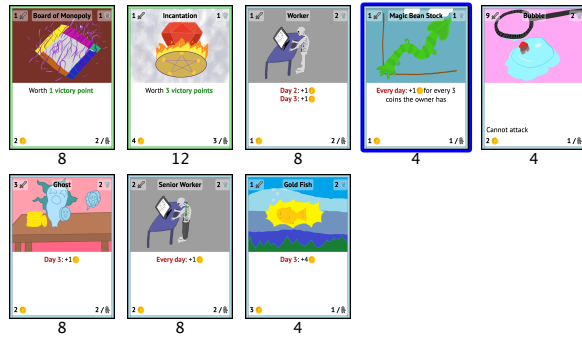 1 Board of Monopoly 1
Worth 1 victory point
2 2/
8
1 Incantation 1
Worth 3 victory points
4 3/
12
1 Worker 2
Day 2: +1
Day 3: +1
1 2/
8
1 Magic Bean Stock 1
Every day: +1 for every 3
coins the owner has
1 1/
4
9 Bubble 2
Cannot attack
2 2/
4
3 Ghost 2
Day 3: +1
2 2/
8
2 Senior Worker 2
Every day: +1
2 2/
8
1 Gold Fish 2
Day 3: +4
3 1/
4